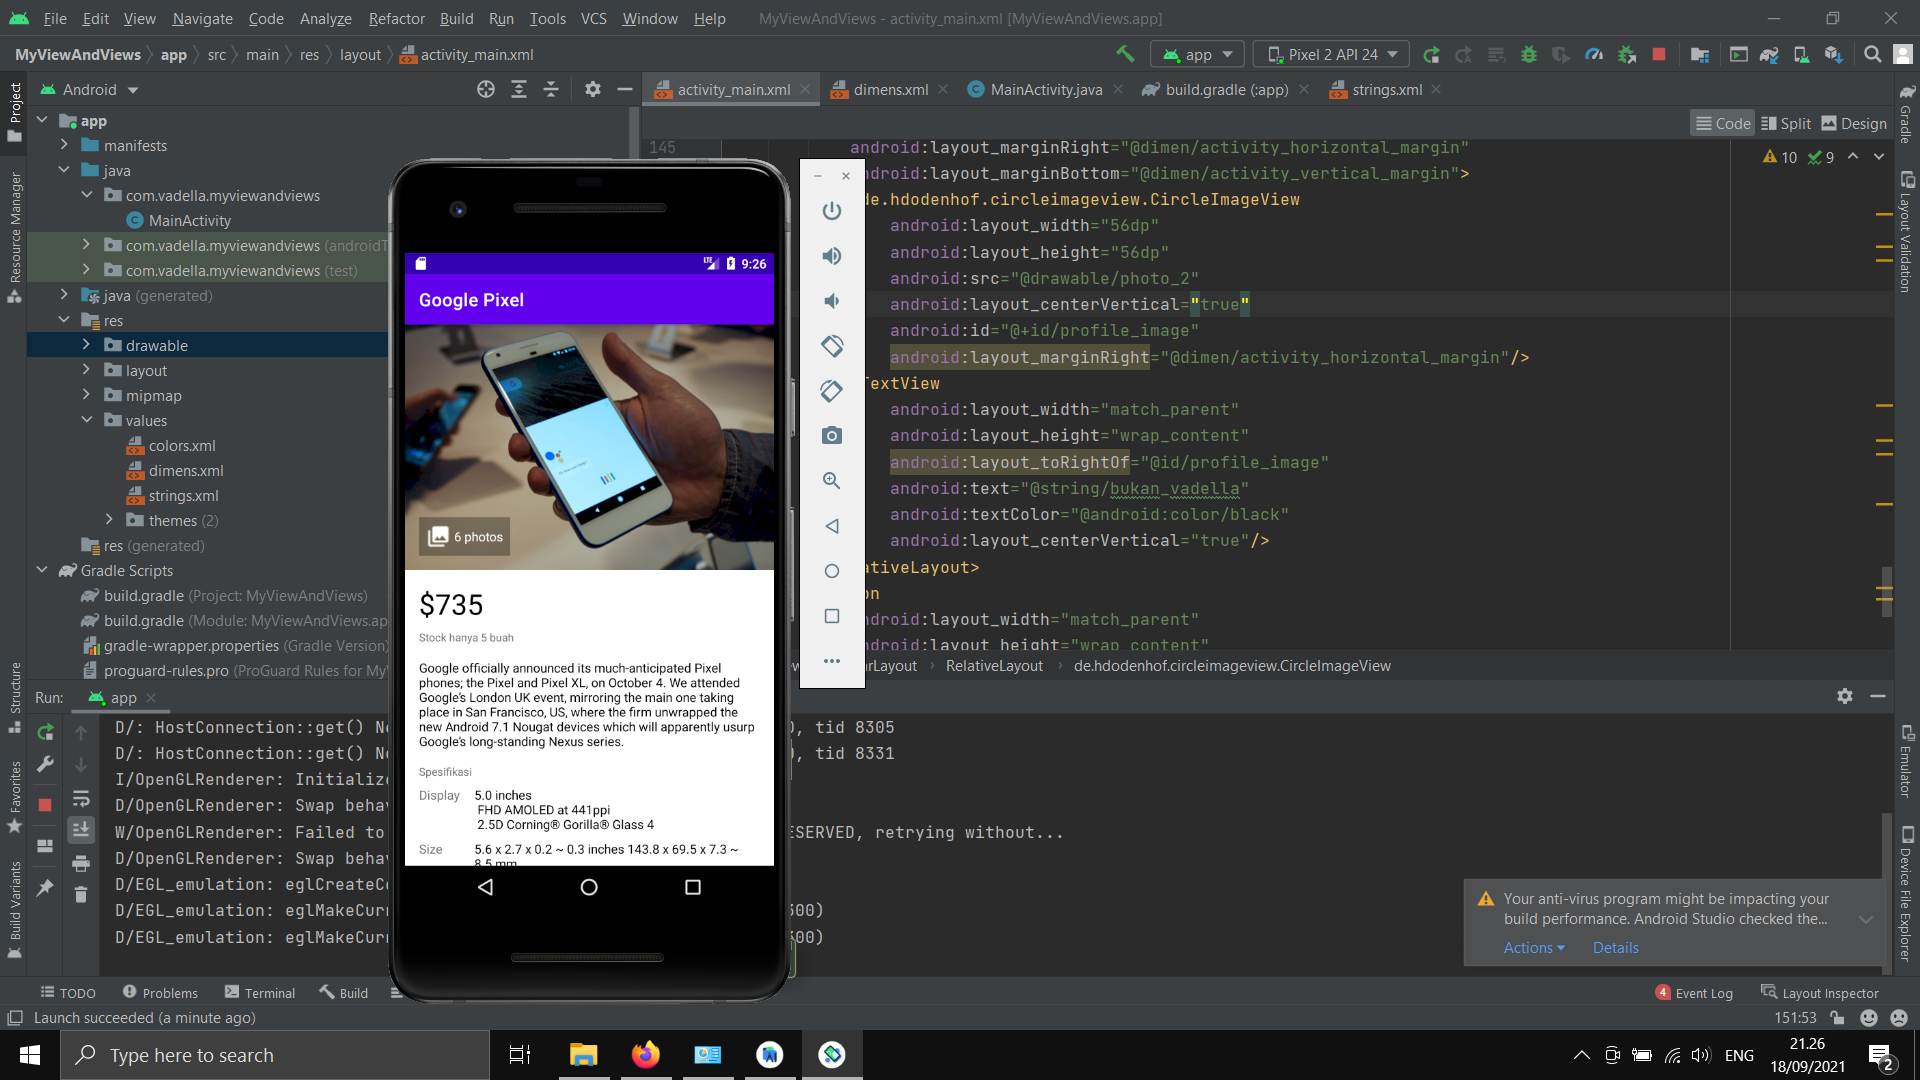 File Edit View Navigate Code Analyze Refactor Build Run Tools VCS Window Help MyViewAndViews - activity_main.xml [MyViewAndViews.app]
MyViewAndViews app src main res layout activity_main.xml
app Pixel 2 API 24
Project
Resource Manager
Structure
Favorites
Build Variants
Android
app
manifests
java
com.vadella.myviewandviews
MainActivity
com.vadella.myviewandviews (androidT
com.vadella.myviewandviews (test)
java (generated)
res
drawable
layout
mipmap
values
colors.xml
dimens.xml
strings.xml
themes (2)
res (generated)
Gradle Scripts
build.gradle (Project: MyViewAndViews)
build.gradle (Module: MyViewAndViews.ap
gradle-wrapper.properties (Gradle Version)
proguard-rules.pro (ProGuard Rules for My
activity_main.xml dimens.xml MainActivity.java build.gradle (:app) strings.xml
Code Split Design
10 9
145
android:layout_marginRight="@dimen/activity_horizontal_margin"
android:layout_marginBottom="@dimen/activity_vertical_margin">
de.hdodenhof.circleimageview.CircleImageView
android:layout_width="56dp"
android:layout_height="56dp"
android:src="@drawable/photo_2"
android:layout_centerVertical="true"
android:id="@+id/profile_image"
android:layout_marginRight="@dimen/activity_horizontal_margin"/>
TextView
android:layout_width="match_parent"
android:layout_height="wrap_content"
android:layout_toRightOf="@id/profile_image"
android:text="@string/bukan_vadella"
android:textColor="@android:color/black"
android:layout_centerVertical="true"/>
ativeLayout>
on
ndroid:layout_width="match_parent"
ndroid:layout_height="wrap_content"
arLayout RelativeLayout de.hdodenhof.circleimageview.CircleImageView
LTE 9:26
Google Pixel
6 photos
$735
Stock hanya 5 buah
Google officially announced its much-anticipated Pixel
phones; the Pixel and Pixel XL, on October 4. We attended
Google's London UK event, mirroring the main one taking
place in San Francisco, US, where the firm unwrapped the
new Android 7.1 Nougat devices which will apparently usurp
Google's long-standing Nexus series.
Spesifikasi
Display 5.0 inches
FHD AMOLED at 441ppi
2.5D Corning® Gorilla® Glass 4
Size 5.6 x 2.7 x 0.2 ~ 0.3 inches 143.8 x 69.5 x 7.3 ~
8.5 mm
Run: app
D/: HostConnection::get() Ne , tid 8305
D/: HostConnection::get() Ne , tid 8331
I/OpenGLRenderer: Initialize
D/OpenGLRenderer: Swap beha
W/OpenGLRenderer: Failed to ESERVED, retrying without...
D/OpenGLRenderer: Swap beha
D/EGL_emulation: eglCreateCo
D/EGL_emulation: eglMakeCur 00)
D/EGL_emulation: eglMakeCur 00)
Gradle
Layout Validation
Emulator
Device File Explorer
Your anti-virus program might be impacting your
build performance. Android Studio checked the...
Actions Details
TODO Problems Terminal Build
4 Event Log Layout Inspector
Launch succeeded (a minute ago)
151:53
Type here to search
ENG
21.26
18/09/2021
2